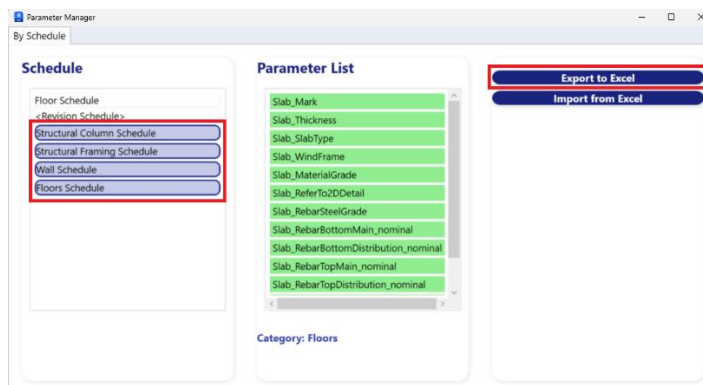 Parameter Manager
By Schedule
Schedule
Floor Schedule
<Revision Schedule>
Structural Column Schedule
Structural Framing Schedule
Wall Schedule
Floors Schedule
Parameter List
Slab_Mark
Slab_Thickness
Slab_SlabType
Slab_WindFrame
Slab_MaterialGrade
Slab_ReferTo2DDetail
Slab_RebarSteelGrade
Slab_RebarBottomMain_nominal
Slab_RebarBottomDistribution_nominal
Slab_RebarTopMain_nominal
Slab_RebarTopDistribution_nominal
Category: Floors
Export to Excel
Import from Excel